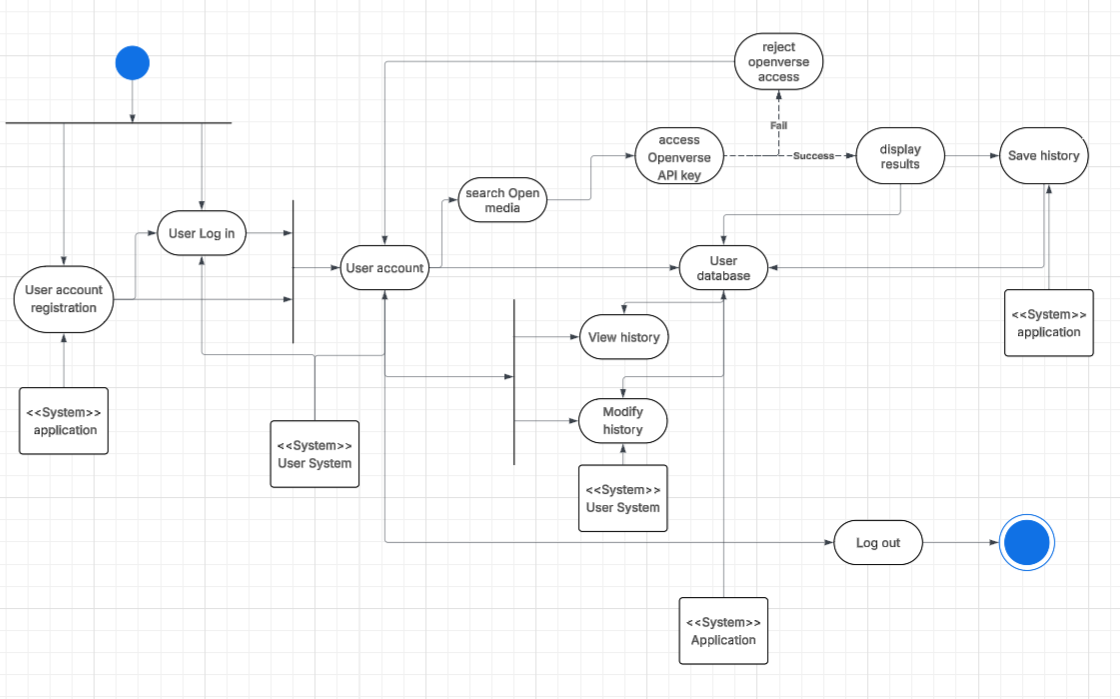 reject
openverse
access
Fail
access
Openverse
API key
Success
display
results
Save history
search Open
media
User Log in
User account
User
database
User account
registration
View history
<<System>>
application
<<System>>
application
Modify
history
<<System>>
User System
<<System>>
User System
Log out
<<System>>
Application